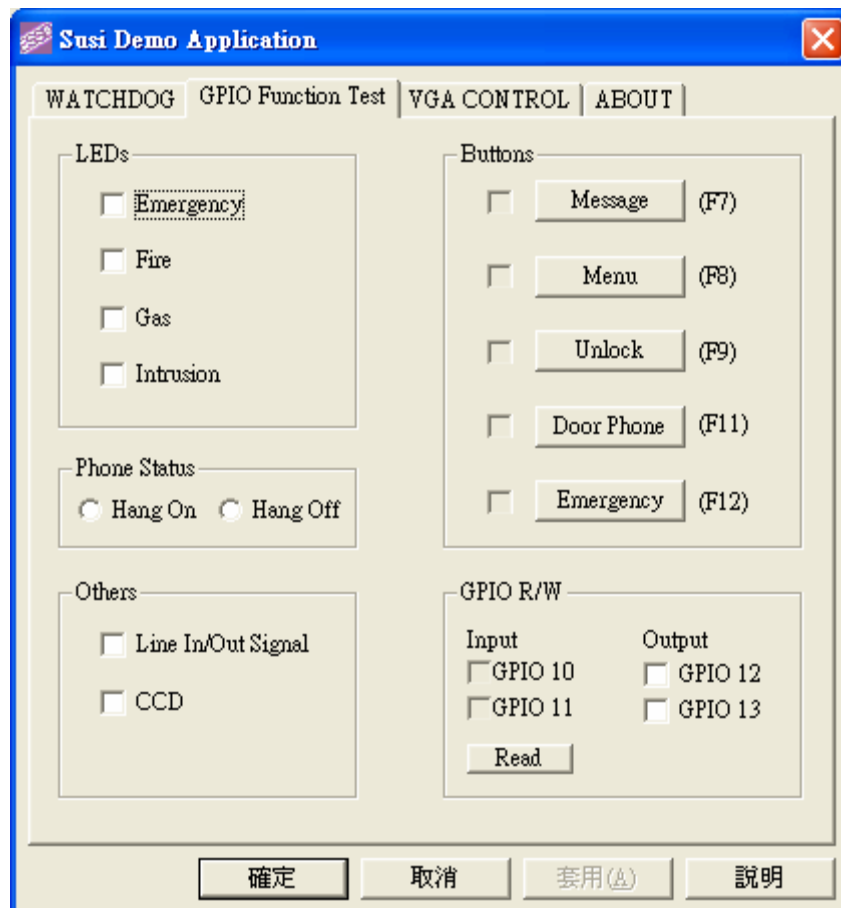 Susi Demo Application
WATCHDOG GPIO Function Test VGA CONTROL ABOUT
LEDs
Emergency
Fire
Gas
Intrusion
Phone Status
Hang On Hang Off
Others
Line In/Out Signal
CCD
Buttons
Message (F7)
Menu (F8)
Unlock (F9)
Door Phone (F11)
Emergency (F12)
GPIO R/W
Input Output
GPIO 10 GPIO 12
GPIO 11 GPIO 13
Read
確定 取消 套用(A) 說明